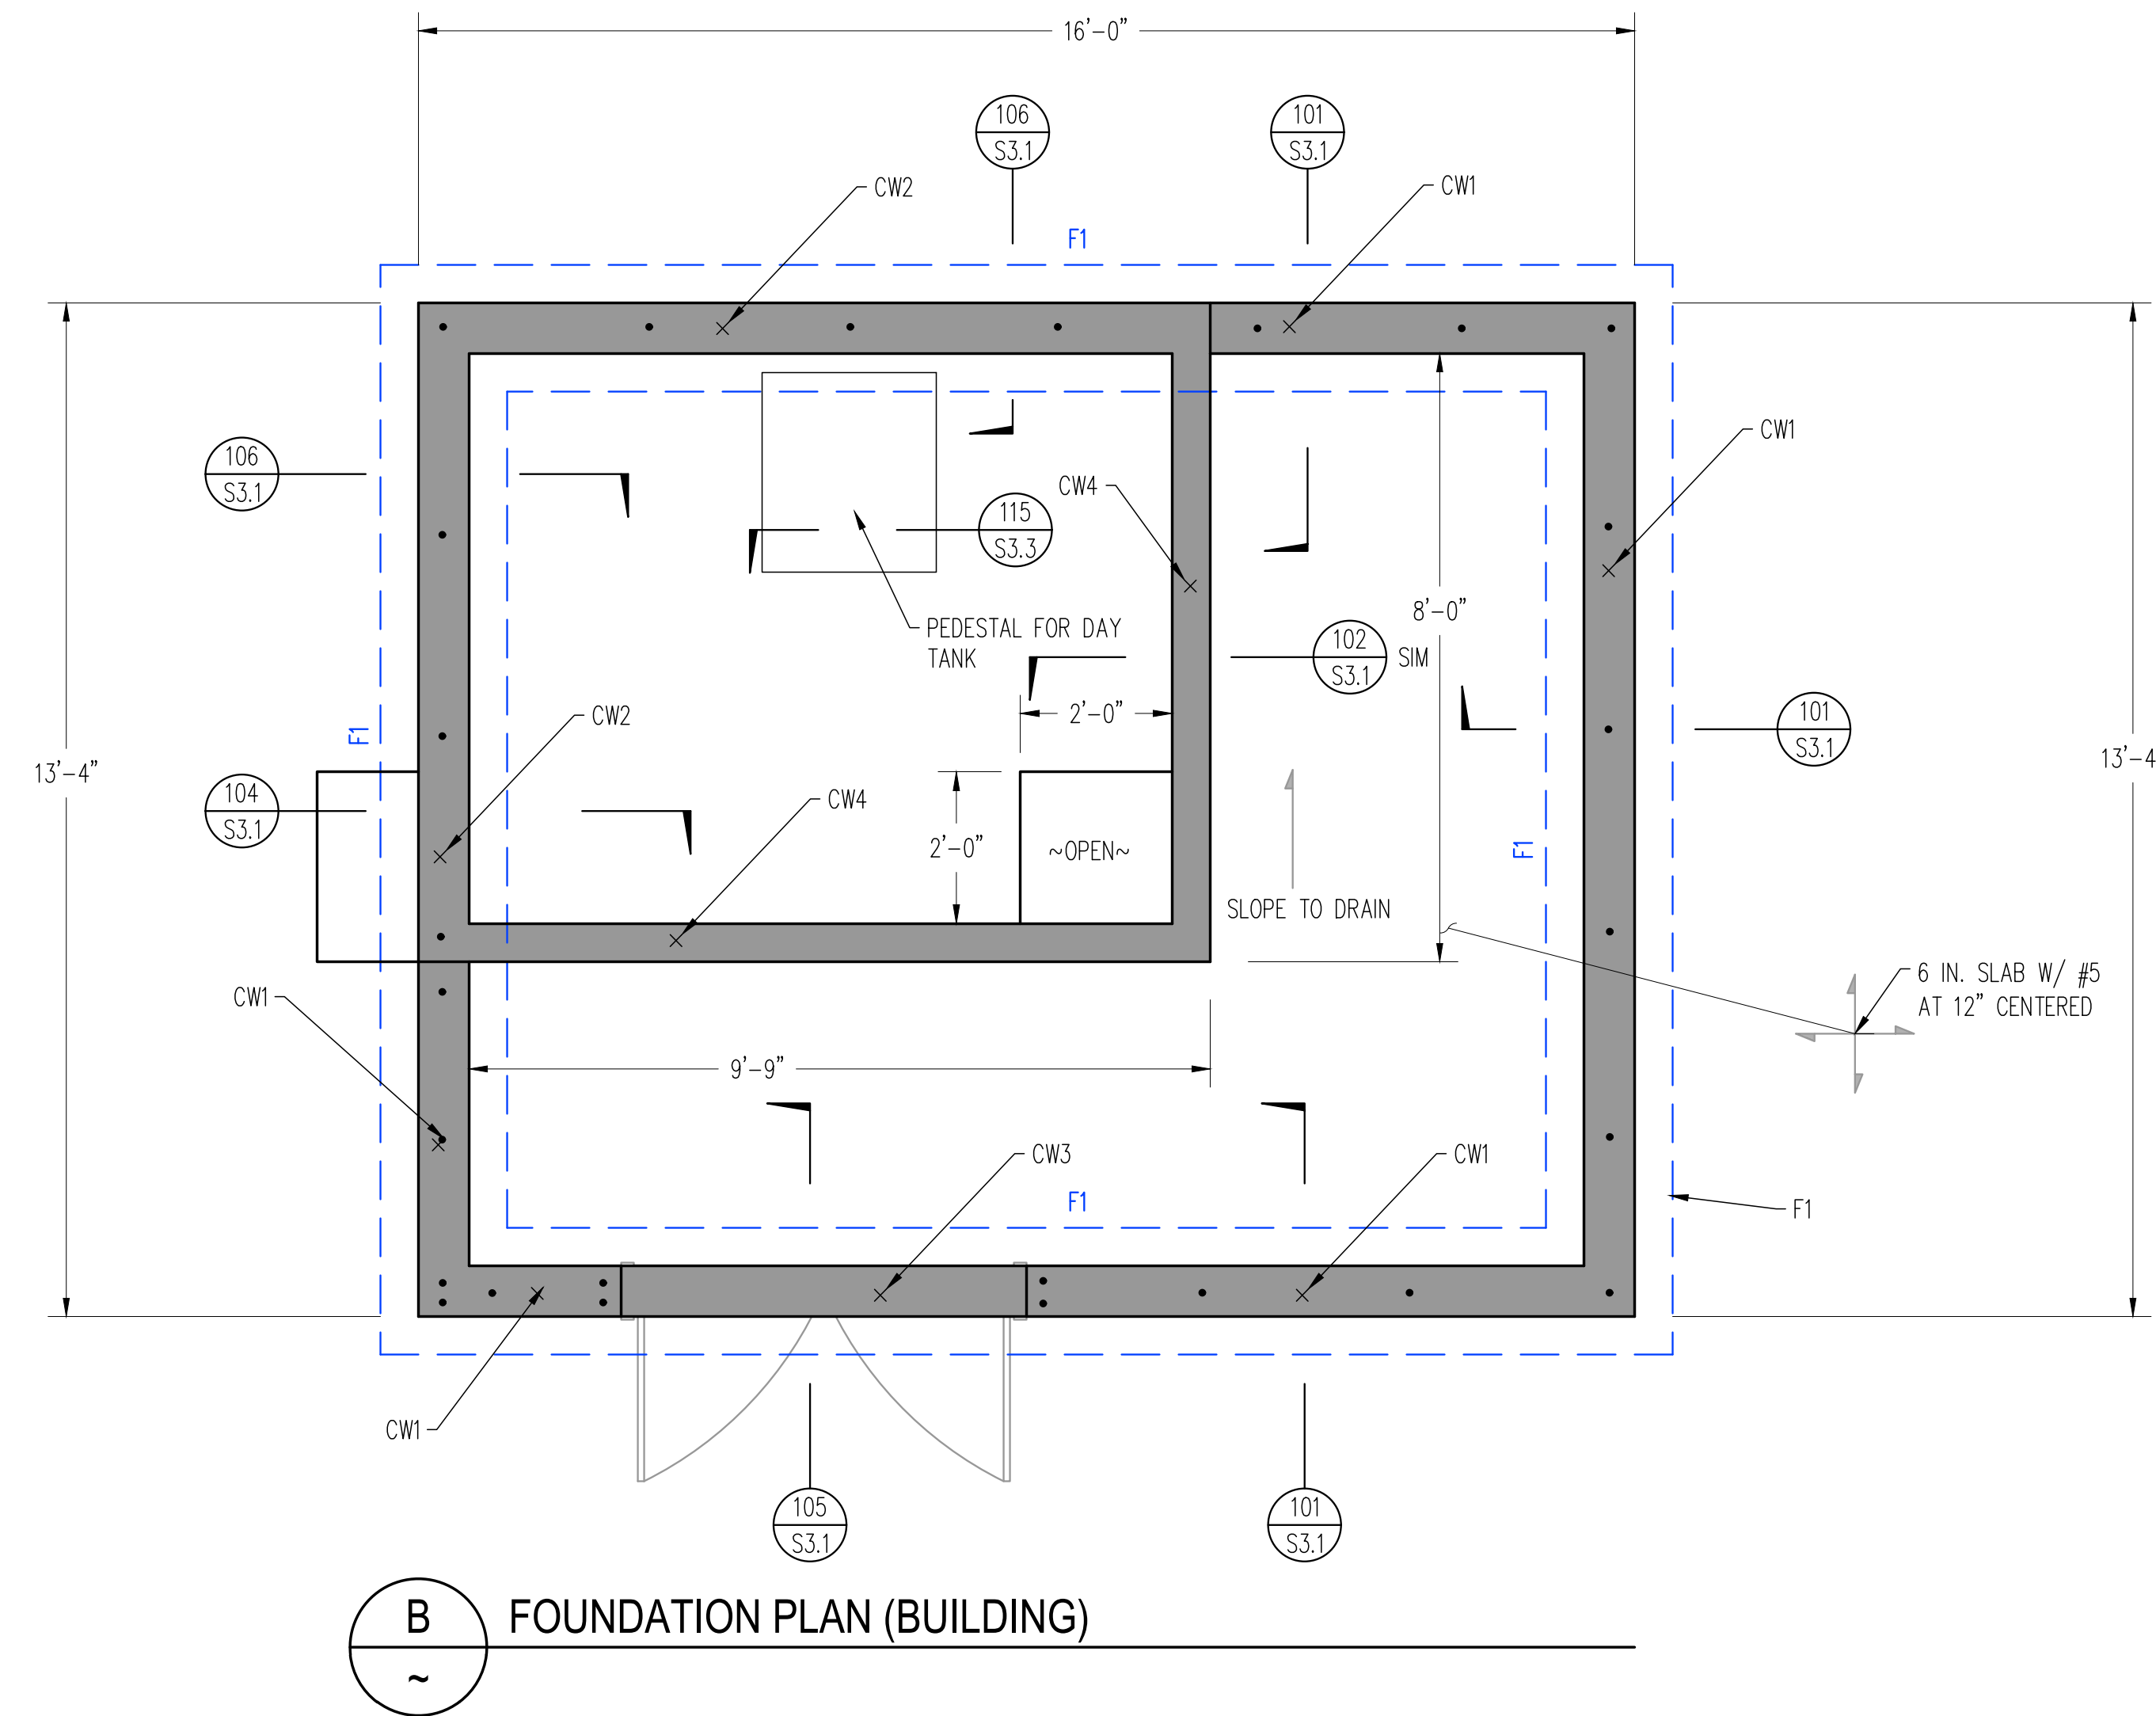 16'-0"
106
S3.1
101
S3.1
CW2
CW1
F1
CW1
106
S3.1
CW4
115
S3.3
8'-0"
PEDESTAL FOR DAY
TANK
102
S3.1
SIM
CW2
2'-0"
F1
101
S3.1
13'-4"
13'-4
104
S3.1
CW4
2'-0"
~OPEN~
F1
SLOPE TO DRAIN
6 IN. SLAB W/ #5
AT 12" CENTERED
CW1
9'-9"
CW3
CW1
F1
F1
CW1
105
S3.1
101
S3.1
B
~
FOUNDATION PLAN (BUILDING)